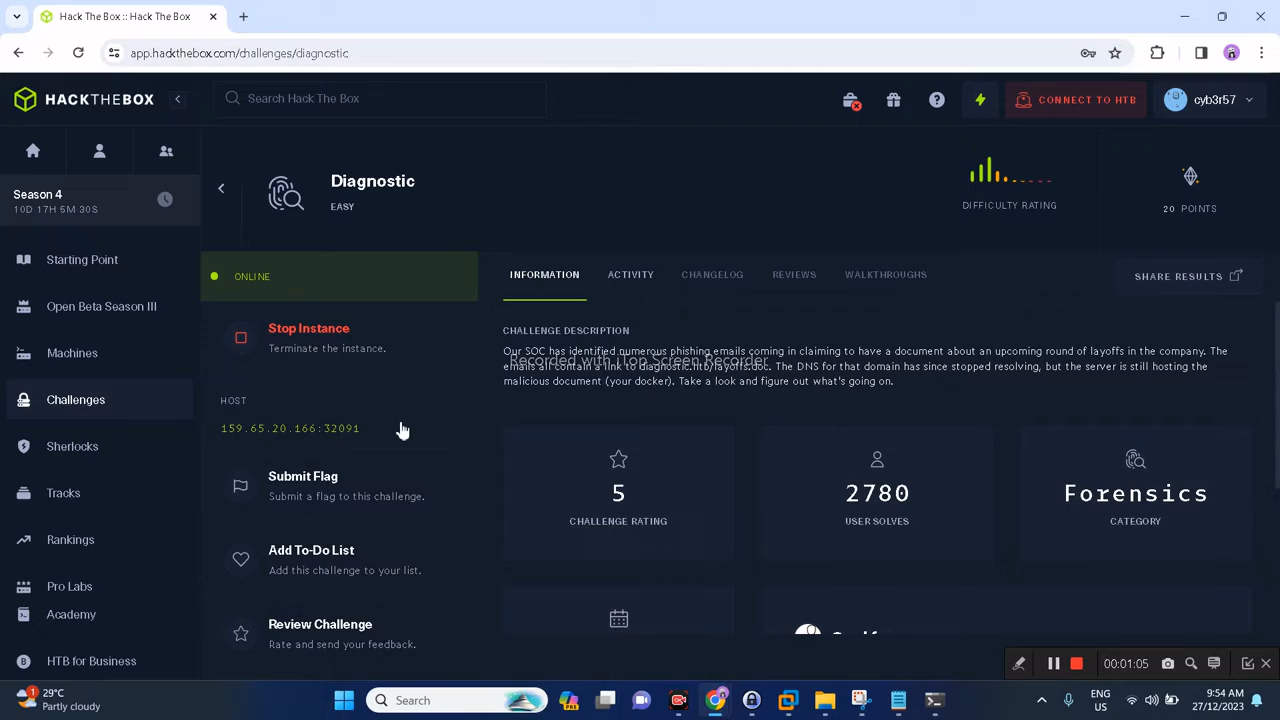 Hack The Box: Hack The Box
app.hackthebox.com/challenges/diagnostic
HACKTHEBOX
Search Hack The Box
CONNECT TO HTB
cyb3r57
Season 4
10D 17H 5M 30S
Diagnostic
EASY
DIFFICULTY RATING
20 POINTS
Starting Point
Open Beta Season III
Machines
Challenges
Sherlocks
Tracks
Rankings
Pro Labs
Academy
HTB for Business
ONLINE
Stop Instance
Terminate the instance.
HOST
159.65.20.166:32091
Submit Flag
Submit a flag to this challenge.
Add To-Do List
Add this challenge to your list.
Review Challenge
Rate and send your feedback.
INFORMATION
ACTIVITY
CHANGELOG
REVIEWS
WALKTHROUGHS
SHARE RESULTS
CHALLENGE DESCRIPTION
Our SOC has identified numerous phishing emails coming in claiming to have a document about an upcoming round of layoffs in the company. The
emails all contain a link to diagnostic.htb/layoffs.doc. The DNS for that domain has since stopped resolving, but the server is still hosting the
malicious document (your docker). Take a look and figure out what's going on.
Recorded with iTop Screen Recorder
5
CHALLENGE RATING
2780
USER SOLVES
Forensics
CATEGORY
00:01:05
1
29°C
Partly cloudy
Search
PRE
ENG
US
9:54 AM
27/12/2023